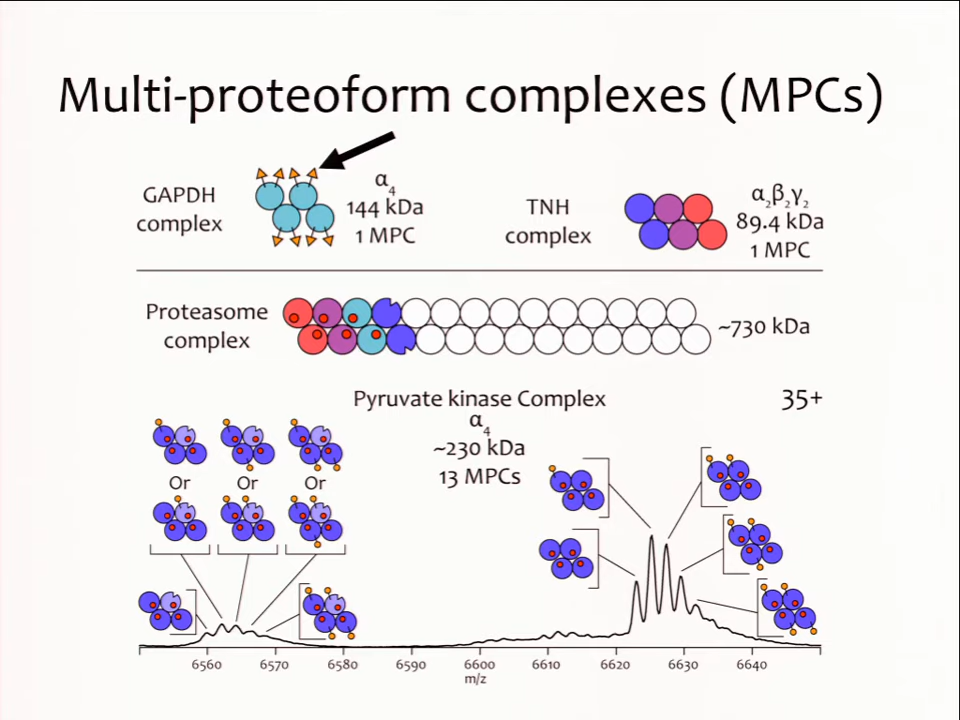 Multi-proteoform complexes (MPCs)
GAPDH
complex
α₄
144 kDa
1 MPC
TNH
complex
α₂β₂γ₂
89.4 kDa
1 MPC
Proteasome
complex
~730 kDa
Pyruvate kinase Complex
α₄
~230 kDa
13 MPCs
35+
Or
Or
Or
6560
6570
6580
6590
6600
6610
6620
6630
6640
m/z